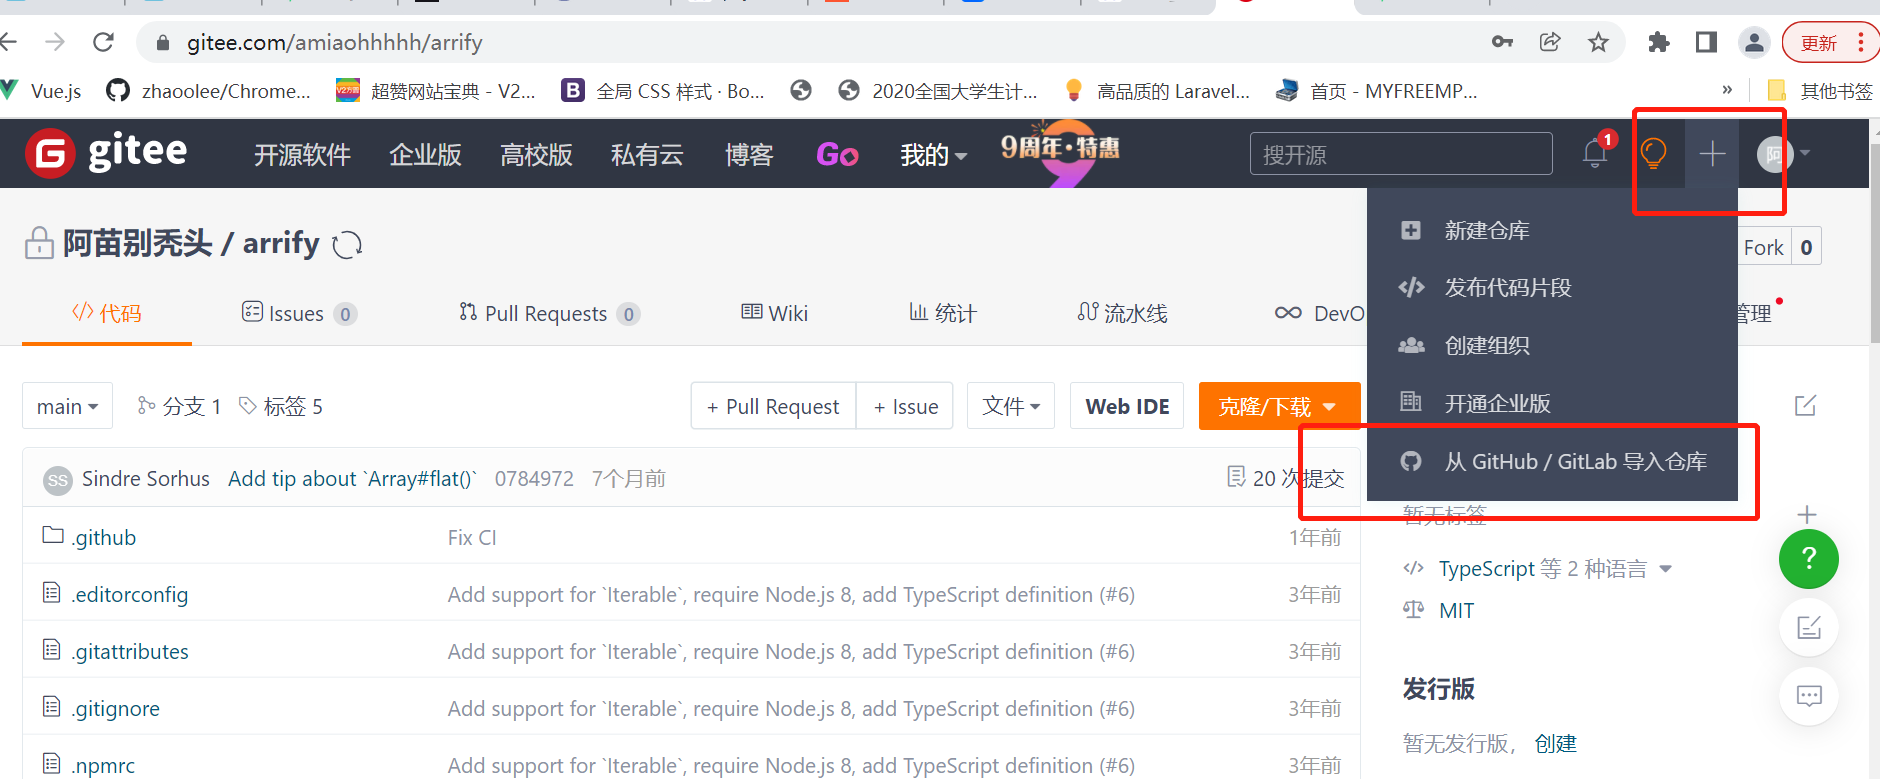 gitee.com/amiaohhhhh/arrify
更新
Vue.js
zhaoolee/Chrome...
超赞网站宝典 - V2...
全局 CSS 样式 · Bo...
2020全国大学生计...
高品质的 Laravel...
首页 - MYFREEMP...
»
其他书签
gitee
开源软件
企业版
高校版
私有云
博客
Go
我的
9周年·特惠
搜开源
1
阿
阿苗别秃头 / arrify
新建仓库
Fork 0
发布代码片段
代码
Issues 0
Pull Requests 0
Wiki
统计
流水线
DevO
管理
创建组织
开通企业版
从 GitHub / GitLab 导入仓库
main
分支 1
标签 5
+ Pull Request
+ Issue
文件
Web IDE
克隆/下载
SS Sindre Sorhus Add tip about `Array#flat()` 0784972 7个月前
20 次提交
暂无标签
.github Fix CI 1年前
TypeScript 等 2 种语言
.editorconfig Add support for `Iterable`, require Node.js 8, add TypeScript definition (#6) 3年前
MIT
.gitattributes Add support for `Iterable`, require Node.js 8, add TypeScript definition (#6) 3年前
发行版
.gitignore Add support for `Iterable`, require Node.js 8, add TypeScript definition (#6) 3年前
暂无发行版， 创建
.npmrc Add support for `Iterable`, require Node.js 8, add TypeScript definition (#6) 3年前